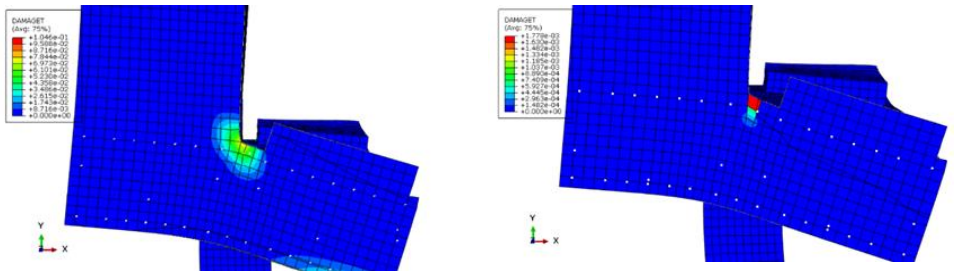 DAMAGET
(Avg: 75%)
+1.046e-01
+9.588e-02
+8.716e-02
+7.844e-02
+6.973e-02
+6.101e-02
+5.230e-02
+4.358e-02
+3.486e-02
+2.615e-02
+1.743e-02
+8.716e-03
+0.000e+00
Y
X
DAMAGET
(Avg: 75%)
+1.778e-03
+1.630e-03
+1.482e-03
+1.334e-03
+1.185e-03
+1.037e-03
+8.890e-04
+7.409e-04
+5.927e-04
+4.445e-04
+2.963e-04
+1.482e-04
+0.000e+00
Y
X